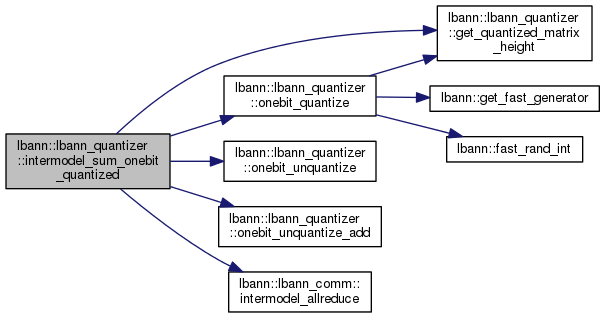 lbann::lbann_quantizer
::intermodel_sum_onebit
_quantized
lbann::lbann_quantizer
::get_quantized_matrix
_height
lbann::lbann_quantizer
::onebit_quantize
lbann::get_fast_generator
lbann::fast_rand_int
lbann::lbann_quantizer
::onebit_unquantize
lbann::lbann_quantizer
::onebit_unquantize_add
lbann::lbann_comm::
intermodel_allreduce